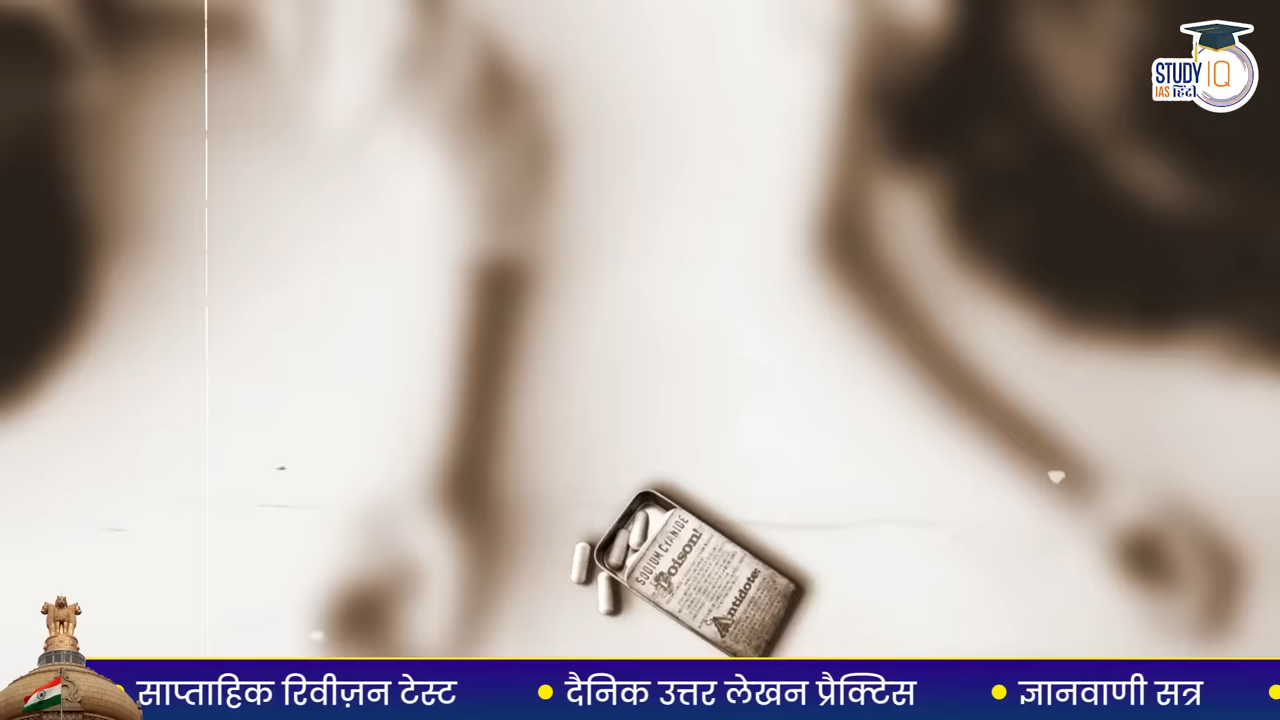 STUDY IQ
IAS हिंदी
SODIUM CYANIDE
Poison!
Antidote:
साप्ताहिक रिवीज़न टेस्ट
दैनिक उत्तर लेखन प्रैक्टिस
ज्ञानवाणी सत्र